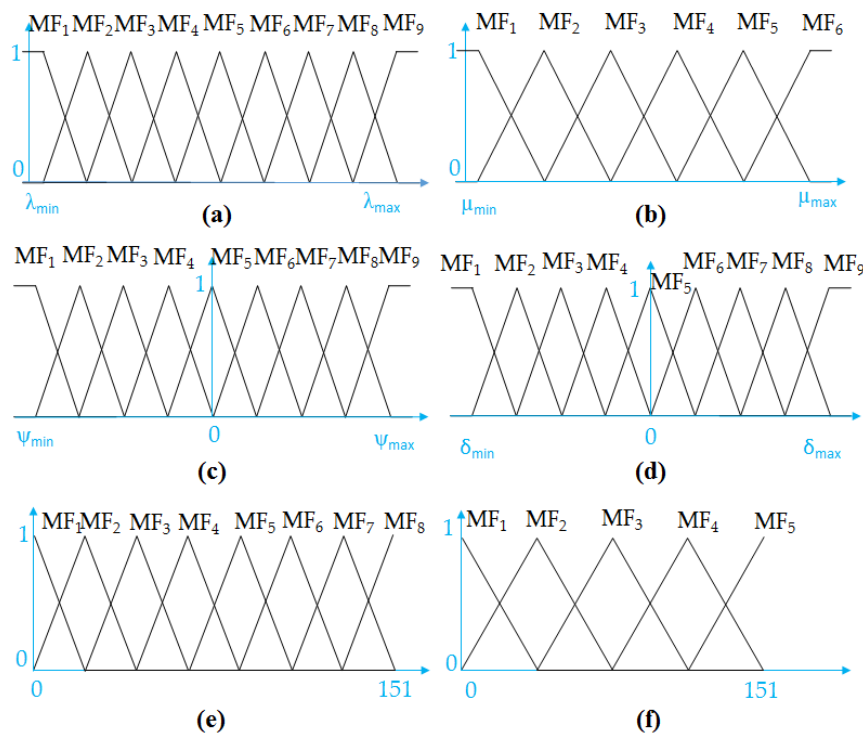 MF₁ MF₂ MF₃ MF₄ MF₅ MF₆ MF₇ MF₈ MF₉
1
0
λmin λmax
(a)
MF₁ MF₂ MF₃ MF₄ MF₅ MF₆
1
0
μmin μmax
(b)
MF₁ MF₂ MF₃ MF₄ MF₅ MF₆ MF₇ MF₈ MF₉
1
ψmin 0 ψmax
(c)
MF₁ MF₂ MF₃ MF₄ MF₅ MF₆ MF₇ MF₈ MF₉
1
δmin 0 δmax
(d)
MF₁ MF₂ MF₃ MF₄ MF₅ MF₆ MF₇ MF₈
1
0
0 151
(e)
MF₁ MF₂ MF₃ MF₄ MF₅
1
0
0 151
(f)